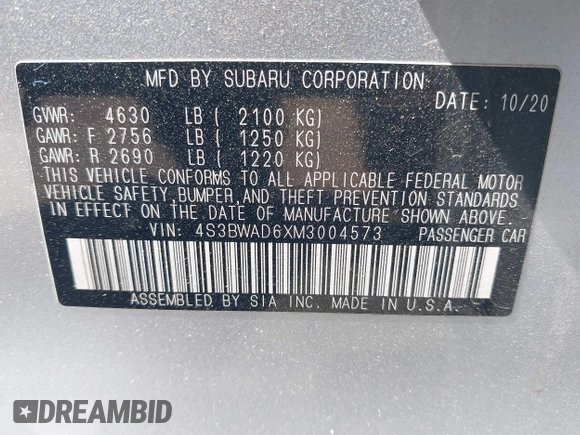 MFD BY SUBARU CORPORATION
DATE: 10/20
GVWR: 4630 LB ( 2100 KG)
GAWR: F 2756 LB ( 1250 KG)
GAWR: R 2690 LB ( 1220 KG)
THIS VEHICLE CONFORMS TO ALL APPLICABLE FEDERAL MOTOR
VEHICLE SAFETY, BUMPER, AND THEFT PREVENTION STANDARDS
IN EFFECT ON THE DATE OF MANUFACTURE SHOWN ABOVE.
VIN: 4S3BWAD6XM3004573 PASSENGER CAR
ASSEMBLED BY SIA INC. MADE IN U.S.A.
DREAMBID